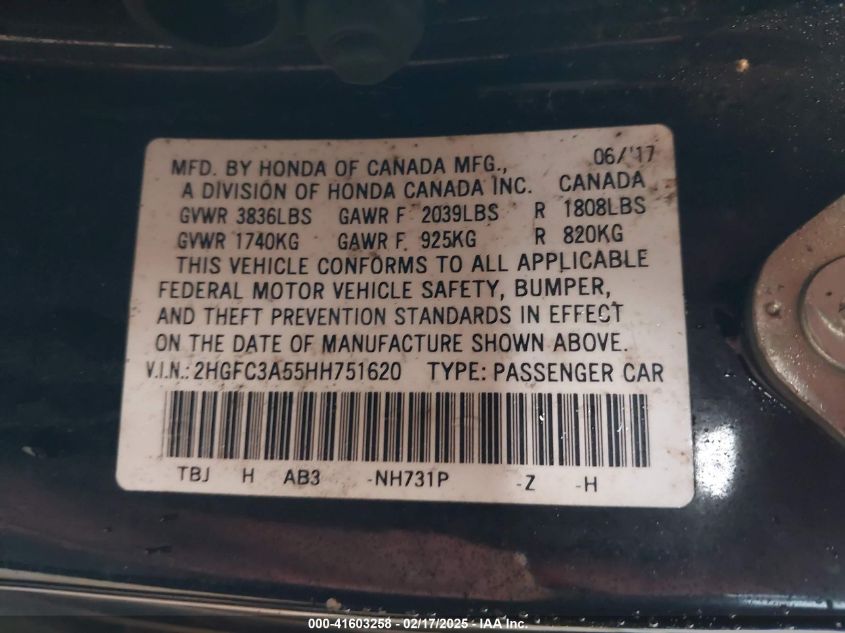 06/'17
MFD. BY HONDA OF CANADA MFG.,
A DIVISION OF HONDA CANADA INC. CANADA
GVWR 3836LBS GAWR F 2039LBS R 1808LBS
GVWR 1740KG GAWR F 925KG R 820KG
THIS VEHICLE CONFORMS TO ALL APPLICABLE
FEDERAL MOTOR VEHICLE SAFETY, BUMPER,
AND THEFT PREVENTION STANDARDS IN EFFECT
ON THE DATE OF MANUFACTURE SHOWN ABOVE.
V.I.N.: 2HGFC3A55HH751620 TYPE: PASSENGER CAR
TBJ H AB3 -NH731P -Z -H
000-41603258 - 02/17/2025 - IAA Inc.